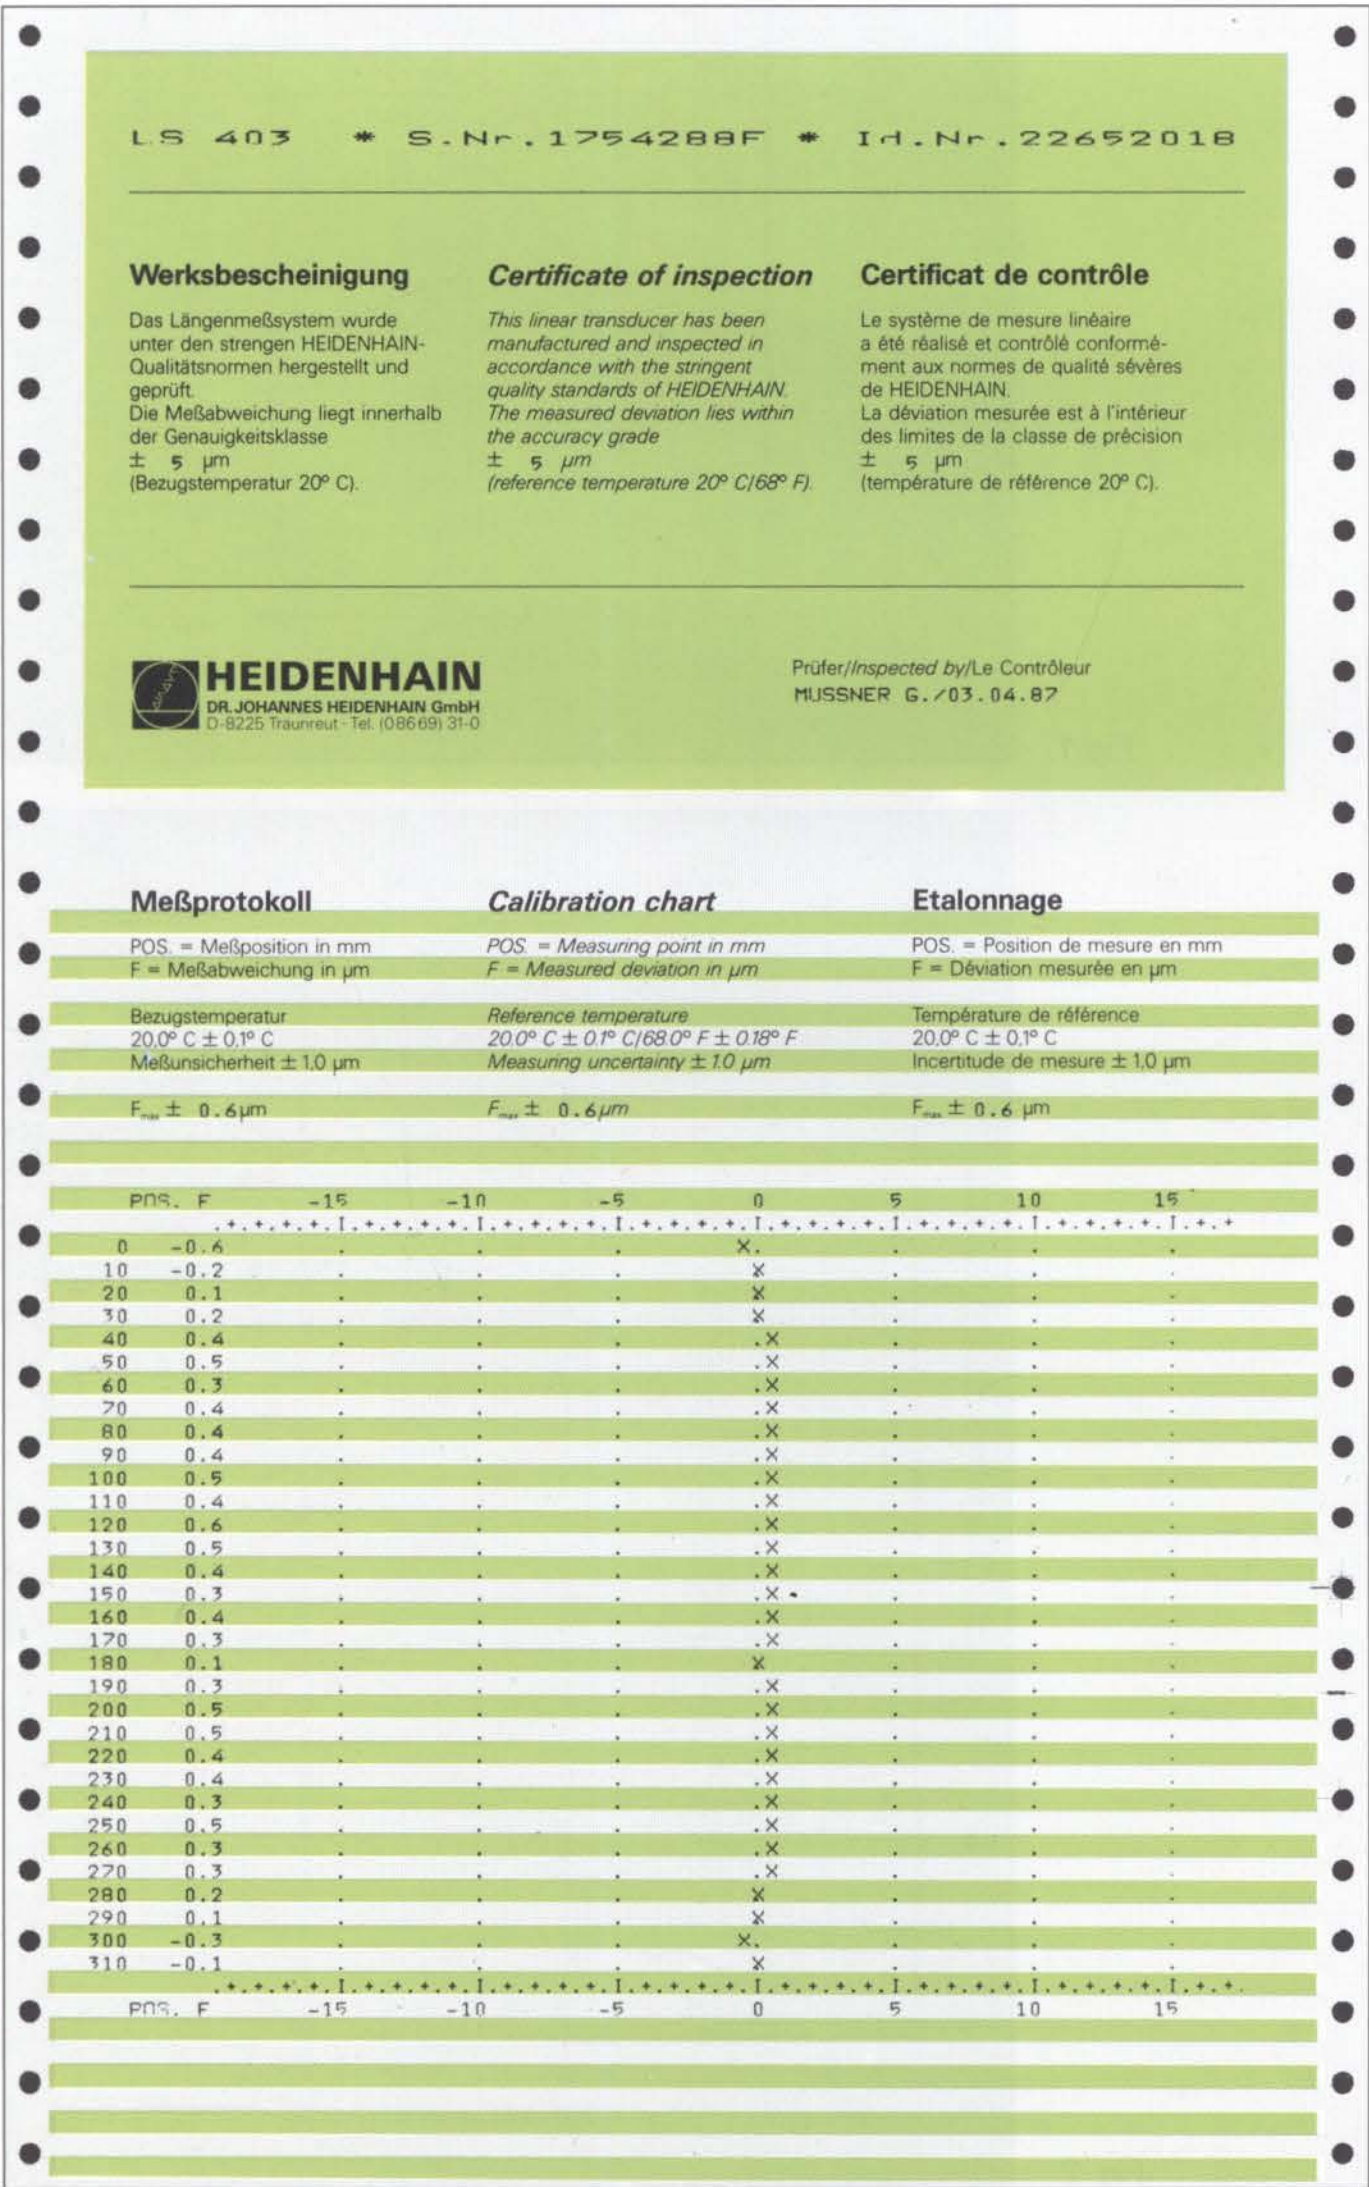 LS 403 * S.Nr.1754288F * Id.Nr.22652018
Werksbescheinigung
Das Längenmeßsystem wurde
unter den strengen HEIDENHAIN-
Qualitätsnormen hergestellt und
geprüft.
Die Meßabweichung liegt innerhalb
der Genauigkeitsklasse
± 5 µm
(Bezugstemperatur 20° C).
Certificate of inspection
This linear transducer has been
manufactured and inspected in
accordance with the stringent
quality standards of HEIDENHAIN.
The measured deviation lies within
the accuracy grade
± 5 µm
(reference temperature 20° C/68° F).
Certificat de contrôle
Le système de mesure linéaire
a été réalisé et contrôlé conformé-
ment aux normes de qualité sévères
de HEIDENHAIN.
La déviation mesurée est à l'intérieur
des limites de la classe de précision
± 5 µm
(température de référence 20° C).
HEIDENHAIN
DR. JOHANNES HEIDENHAIN GmbH
D-8225 Traunreut · Tel. (08669) 31-0
Prüfer/Inspected by/Le Contrôleur
MUSSNER G./03.04.87
Meßprotokoll
POS. = Meßposition in mm
F = Meßabweichung in µm
Bezugstemperatur
20,0° C ± 0,1° C
Meßunsicherheit ± 1,0 µm
Fmax ± 0.6µm
Calibration chart
POS. = Measuring point in mm
F = Measured deviation in µm
Reference temperature
20.0° C ± 0.1° C/68.0° F ± 0.18° F
Measuring uncertainty ± 1.0 µm
Fmax ± 0.6µm
Etalonnage
POS. = Position de mesure en mm
F = Déviation mesurée en µm
Température de référence
20,0° C ± 0,1° C
Incertitude de mesure ± 1,0 µm
Fmax ± 0.6 µm
POS. F -15 -10 -5 0 5 10 15
.+.+.+.+.I.+.+.+.+.I.+.+.+.+.I.+.+.+.+.I.+.+.+.+.I.+.+.+.+.I.+.+.+.+.I.+.+
0 -0.6 . . . X. . . .
10 -0.2 . . . X . . .
20 0.1 . . . X . . .
30 0.2 . . . X . . .
40 0.4 . . . .X . . .
50 0.5 . . . .X . . .
60 0.3 . . . .X . . .
70 0.4 . . . .X . . .
80 0.4 . . . .X . . .
90 0.4 . . . .X . . .
100 0.5 . . . .X . . .
110 0.4 . . . .X . . .
120 0.6 . . . .X . . .
130 0.5 . . . .X . . .
140 0.4 . . . .X . . .
150 0.3 . . . .X . . .
160 0.4 . . . .X . . .
170 0.3 . . . .X . . .
180 0.1 . . . X . . .
190 0.3 . . . .X . . .
200 0.5 . . . .X . . .
210 0.5 . . . .X . . .
220 0.4 . . . .X . . .
230 0.4 . . . .X . . .
240 0.3 . . . .X . . .
250 0.5 . . . .X . . .
260 0.3 . . . .X . . .
270 0.3 . . . .X . . .
280 0.2 . . . X . . .
290 0.1 . . . X . . .
300 -0.3 . . . X. . . .
310 -0.1 . . . X . . .
.+.+.+.+.I.+.+.+.+.I.+.+.+.+.I.+.+.+.+.I.+.+.+.+.I.+.+.+.+.I.+.+.+.+.I.+.+.
POS. F -15 -10 -5 0 5 10 15